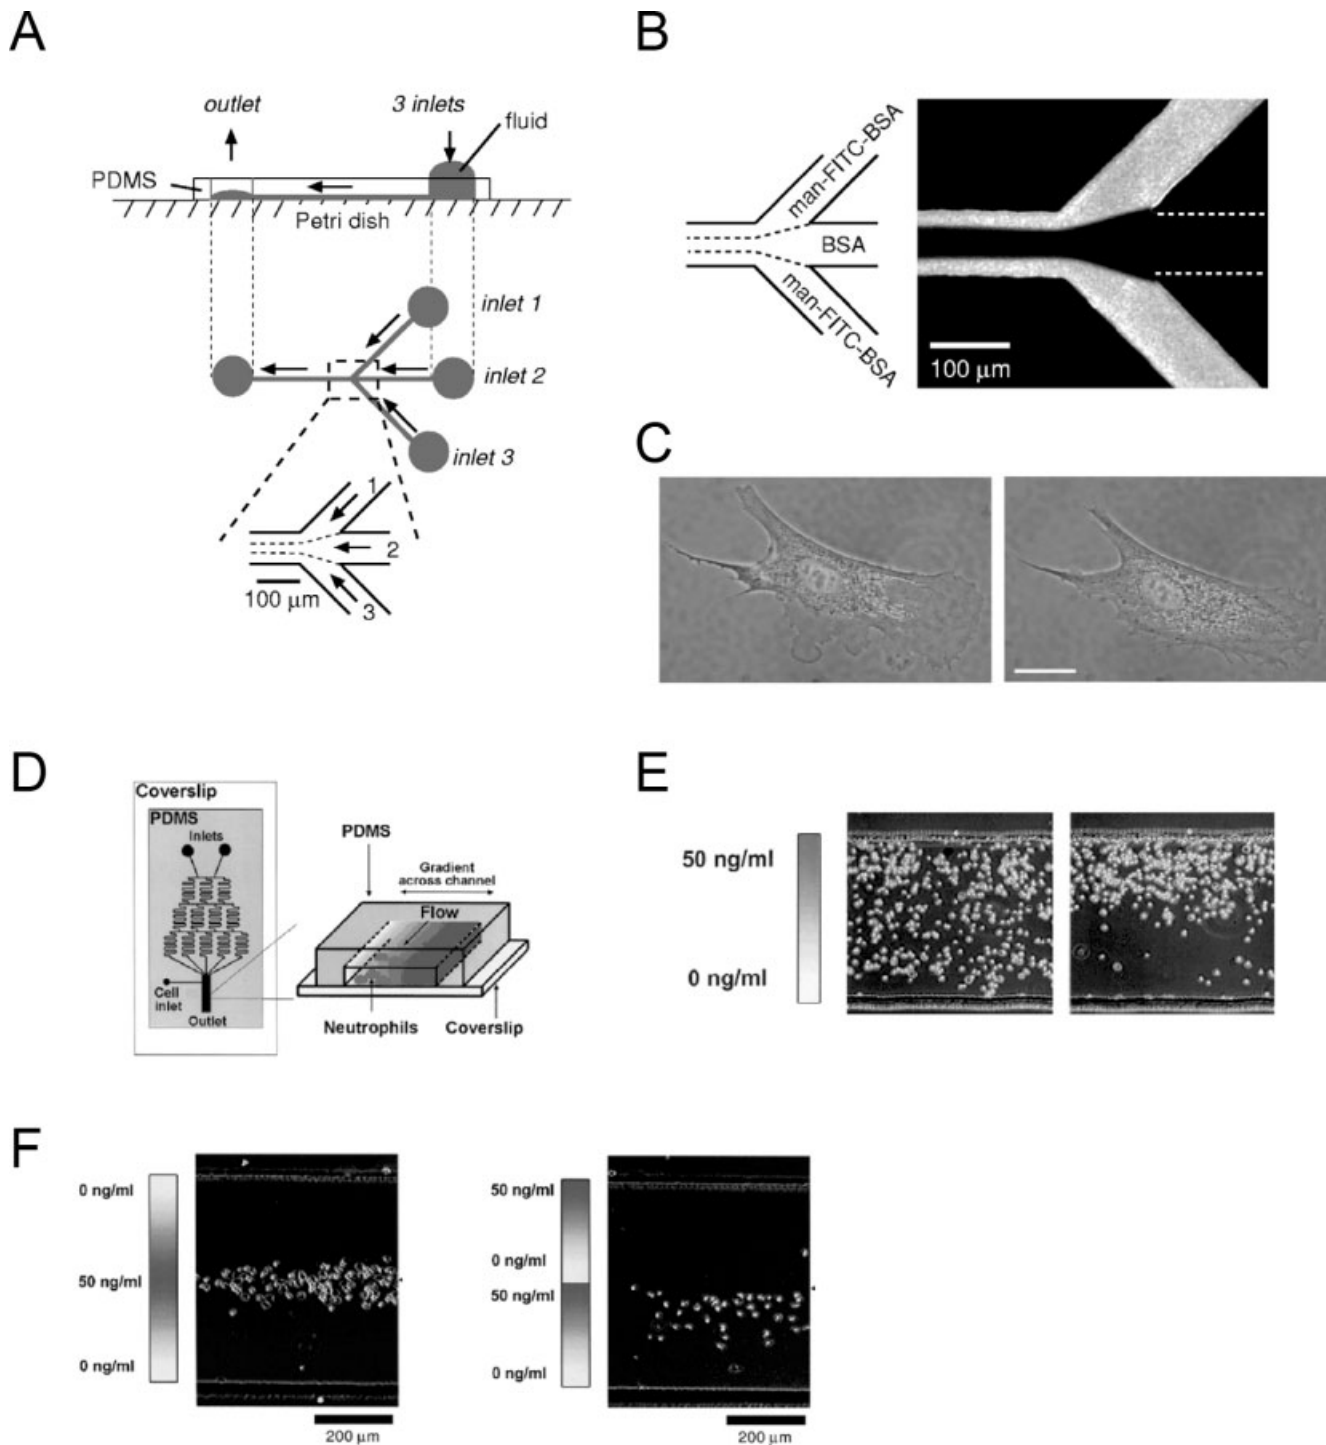 A
outlet
3 inlets
fluid
PDMS
Petri dish
inlet 1
inlet 2
inlet 3
1
2
3
100 μm
B
man-FITC-BSA
BSA
man-FITC-BSA
100 μm
C
D
Coverslip
PDMS
Inlets
Cell
inlet
Outlet
PDMS
Gradient
across channel
Flow
Neutrophils
Coverslip
E
50 ng/ml
0 ng/ml
F
0 ng/ml
50 ng/ml
0 ng/ml
200 μm
50 ng/ml
0 ng/ml
50 ng/ml
0 ng/ml
200 μm